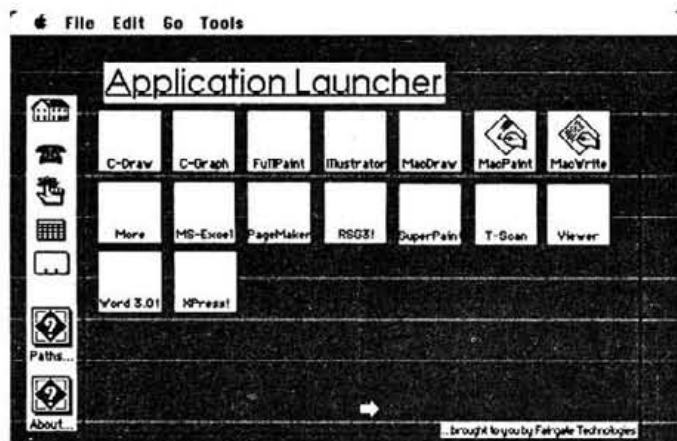 File Edit Go Tools
Application Launcher
C-Draw C-Graph FullPaint Illustrator MacDraw MacPaint MacWrite
More MS-Excel PageMaker RSG3! SuperPaint T-Scan Viewer
Word 3.01 XPress!
Paths...
About...
...brought to you by Fairgate Technologies